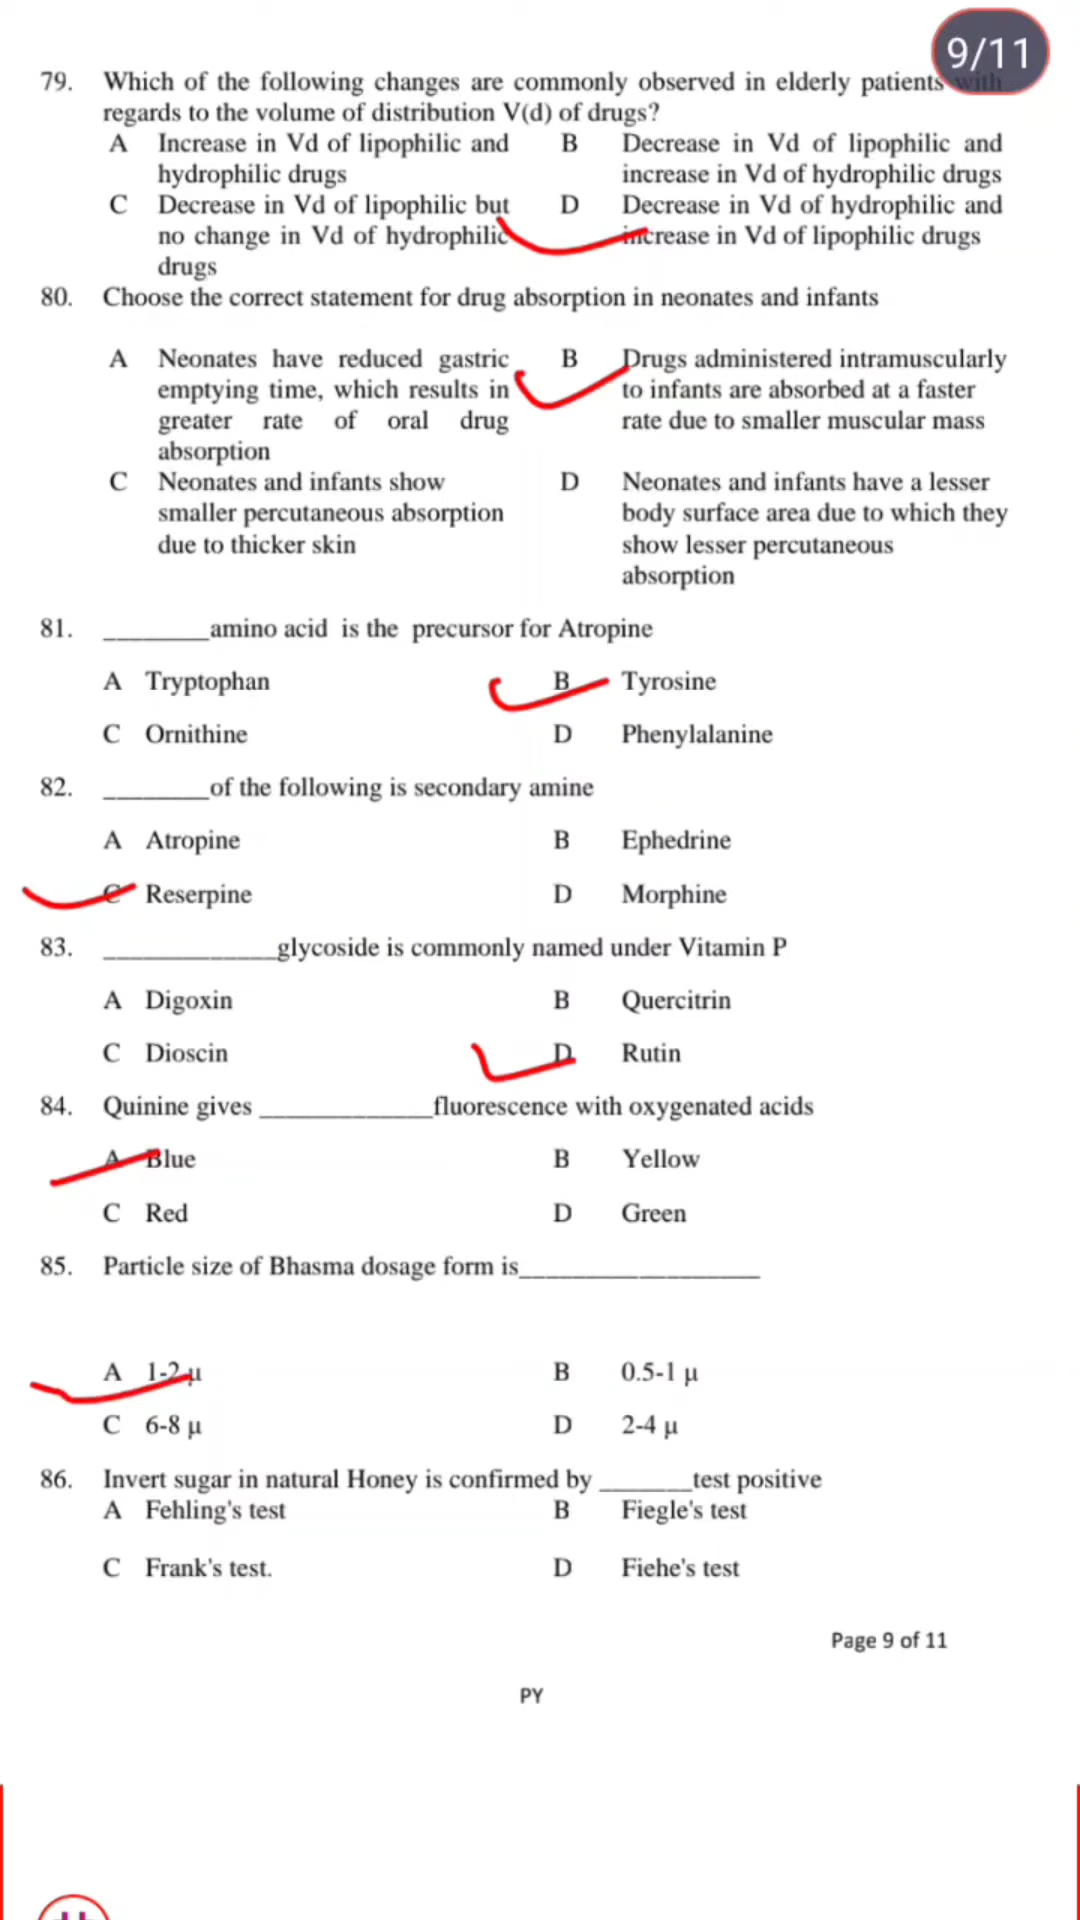 9/11
79. Which of the following changes are commonly observed in elderly patients with
regards to the volume of distribution V(d) of drugs?
A Increase in Vd of lipophilic and B Decrease in Vd of lipophilic and
hydrophilic drugs increase in Vd of hydrophilic drugs
C Decrease in Vd of lipophilic but D Decrease in Vd of hydrophilic and
no change in Vd of hydrophilic increase in Vd of lipophilic drugs
drugs
80. Choose the correct statement for drug absorption in neonates and infants
A Neonates have reduced gastric B Drugs administered intramuscularly
emptying time, which results in to infants are absorbed at a faster
greater rate of oral drug rate due to smaller muscular mass
absorption
C Neonates and infants show D Neonates and infants have a lesser
smaller percutaneous absorption body surface area due to which they
due to thicker skin show lesser percutaneous
absorption
81. ________amino acid is the precursor for Atropine
A Tryptophan B Tyrosine
C Ornithine D Phenylalanine
82. ________of the following is secondary amine
A Atropine B Ephedrine
C Reserpine D Morphine
83. _____________glycoside is commonly named under Vitamin P
A Digoxin B Quercitrin
C Dioscin D Rutin
84. Quinine gives _____________fluorescence with oxygenated acids
A Blue B Yellow
C Red D Green
85. Particle size of Bhasma dosage form is__________________
A 1-2 µ B 0.5-1 µ
C 6-8 µ D 2-4 µ
86. Invert sugar in natural Honey is confirmed by _______test positive
A Fehling's test B Fiegle's test
C Frank's test. D Fiehe's test
Page 9 of 11
PY